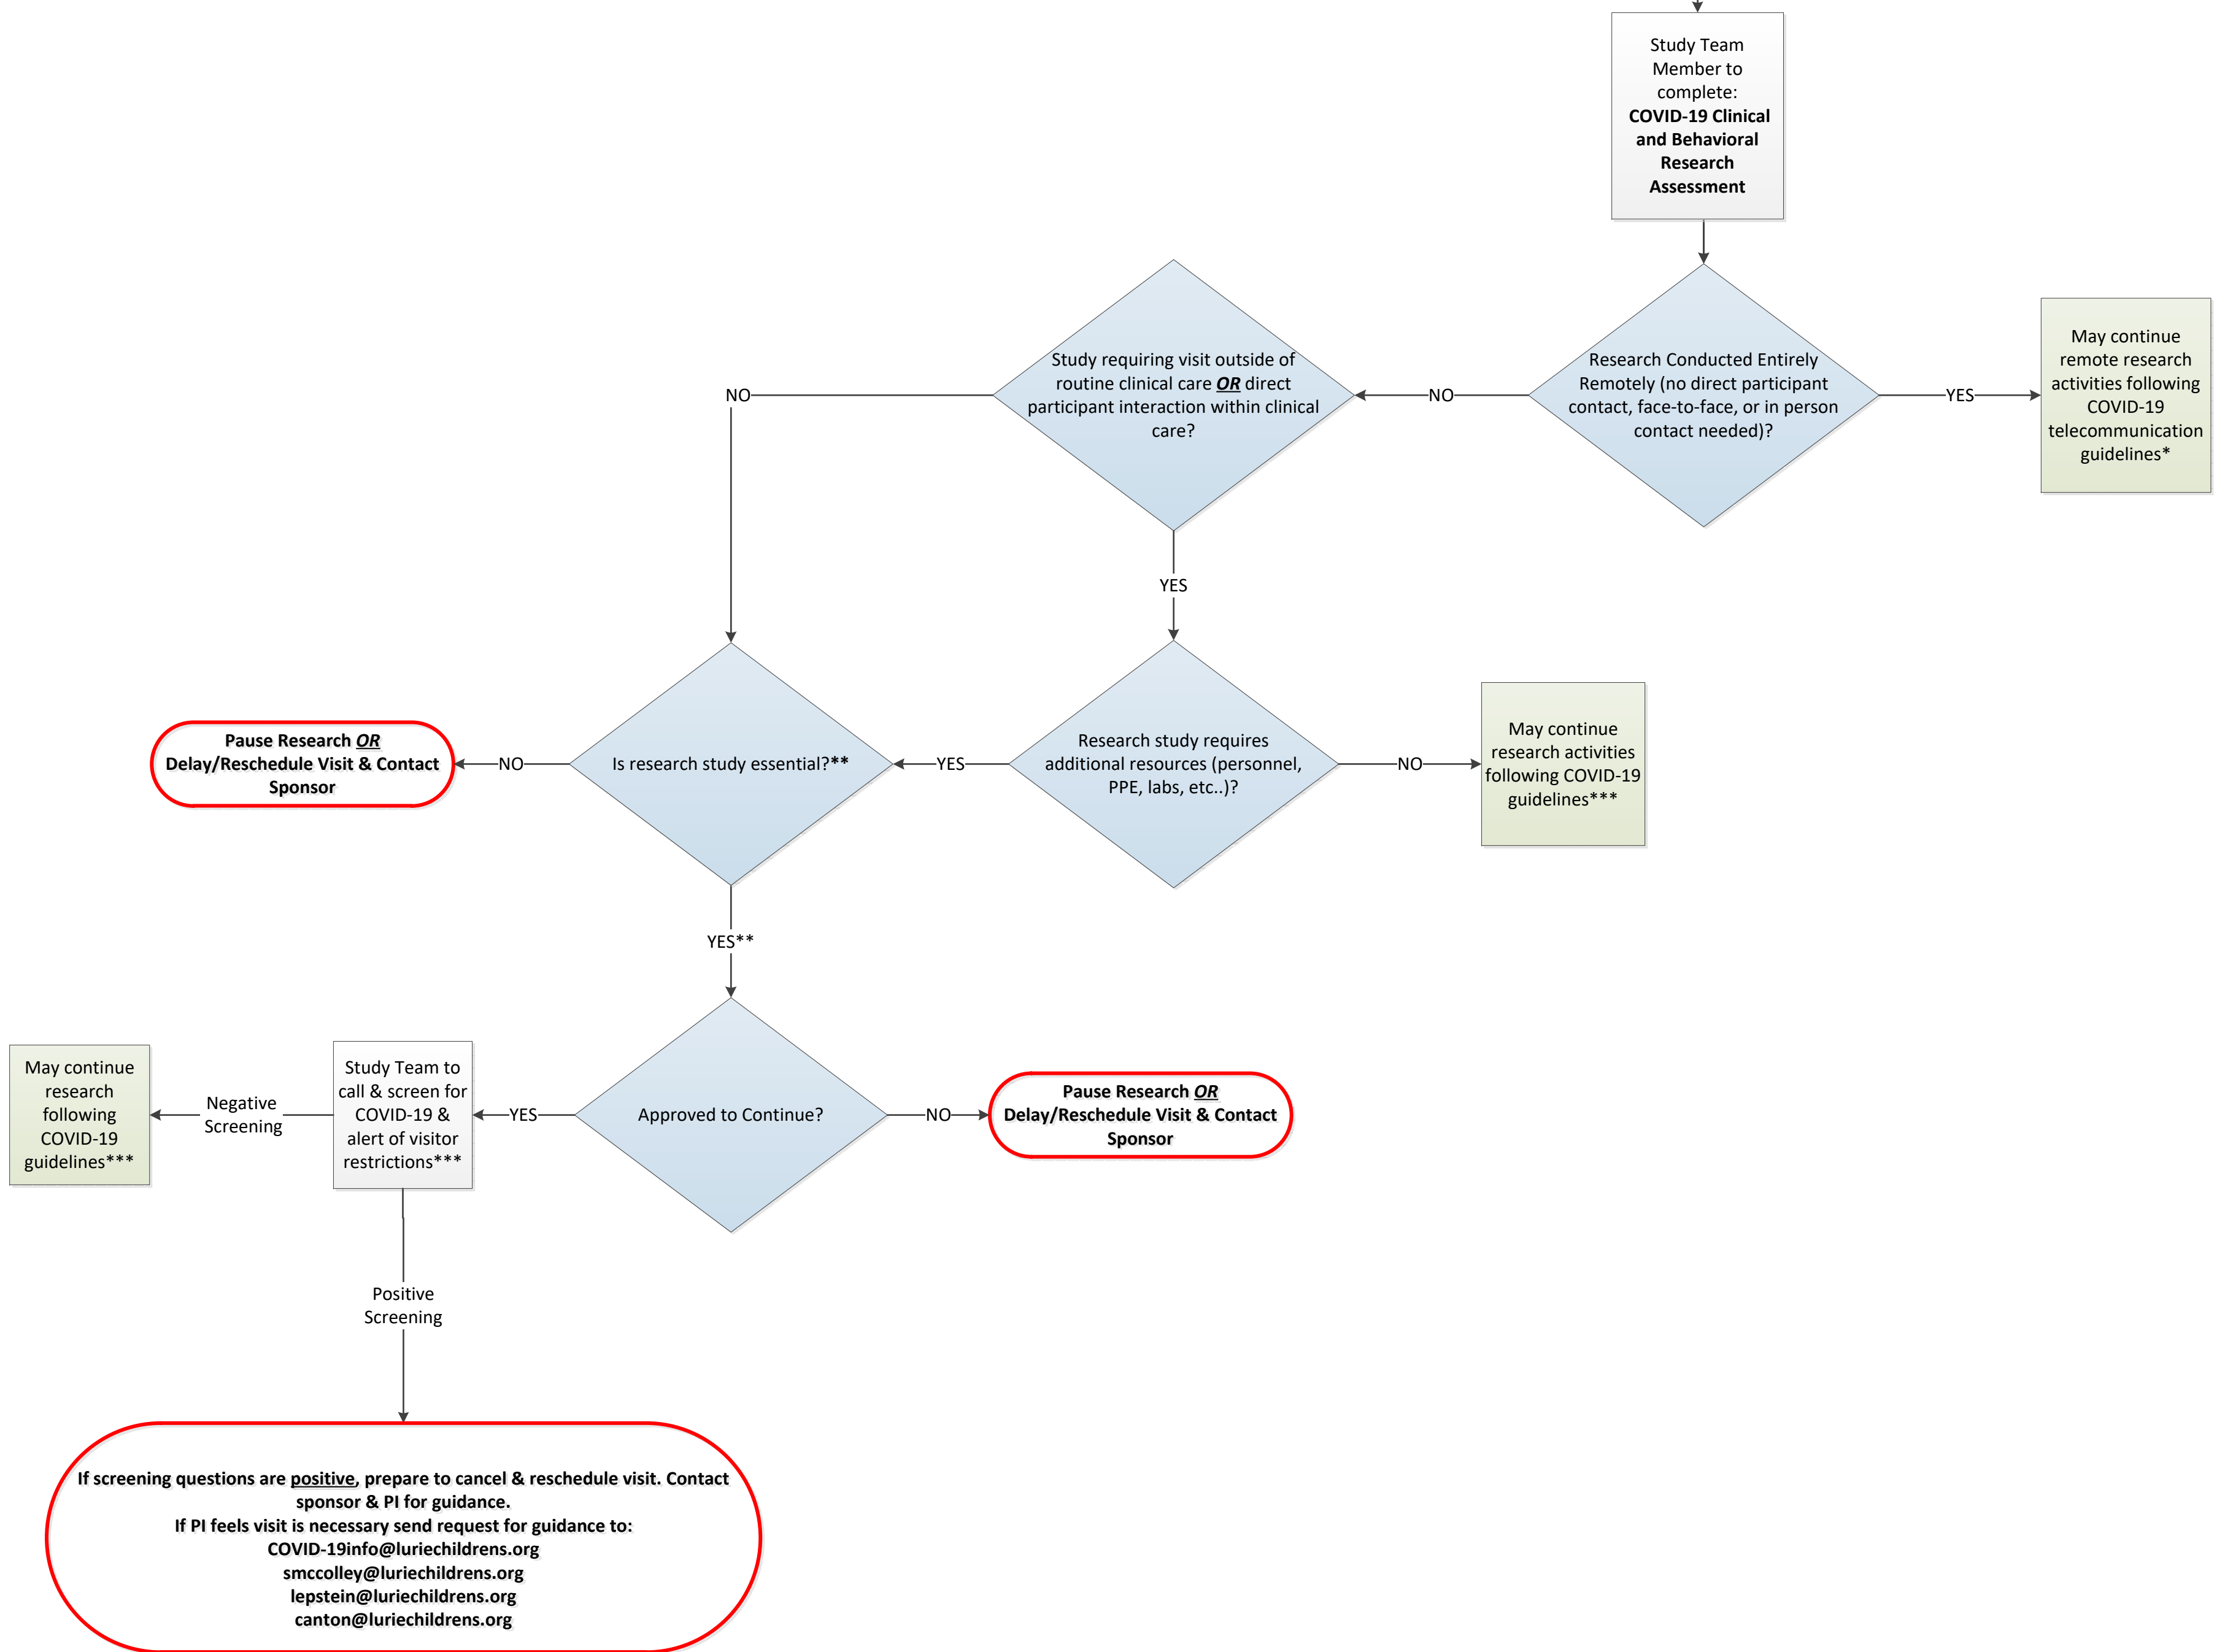 Study Team
Member to
complete:
COVID-19 Clinical
and Behavioral
Research
Assessment
Study requiring visit outside of
routine clinical care OR direct
participant interaction within clinical
care?
NO
Research Conducted Entirely
Remotely (no direct participant
contact, face-to-face, or in person
contact needed)?
NO
YES
May continue
remote research
activities following
COVID-19
telecommunication
guidelines*
YES
Pause Research OR
Delay/Reschedule Visit & Contact
Sponsor
NO
Is research study essential?**
YES
Research study requires
additional resources (personnel,
PPE, labs, etc..)?
NO
May continue
research activities
following COVID-19
guidelines***
YES**
May continue
research
following
COVID-19
guidelines***
Negative
Screening
Study Team to
call & screen for
COVID-19 &
alert of visitor
restrictions***
YES
Approved to Continue?
NO
Pause Research OR
Delay/Reschedule Visit & Contact
Sponsor
Positive
Screening
If screening questions are positive, prepare to cancel & reschedule visit. Contact
sponsor & PI for guidance.
If PI feels visit is necessary send request for guidance to:
COVID-19info@luriechildrens.org
smccolley@luriechildrens.org
lepstein@luriechildrens.org
canton@luriechildrens.org